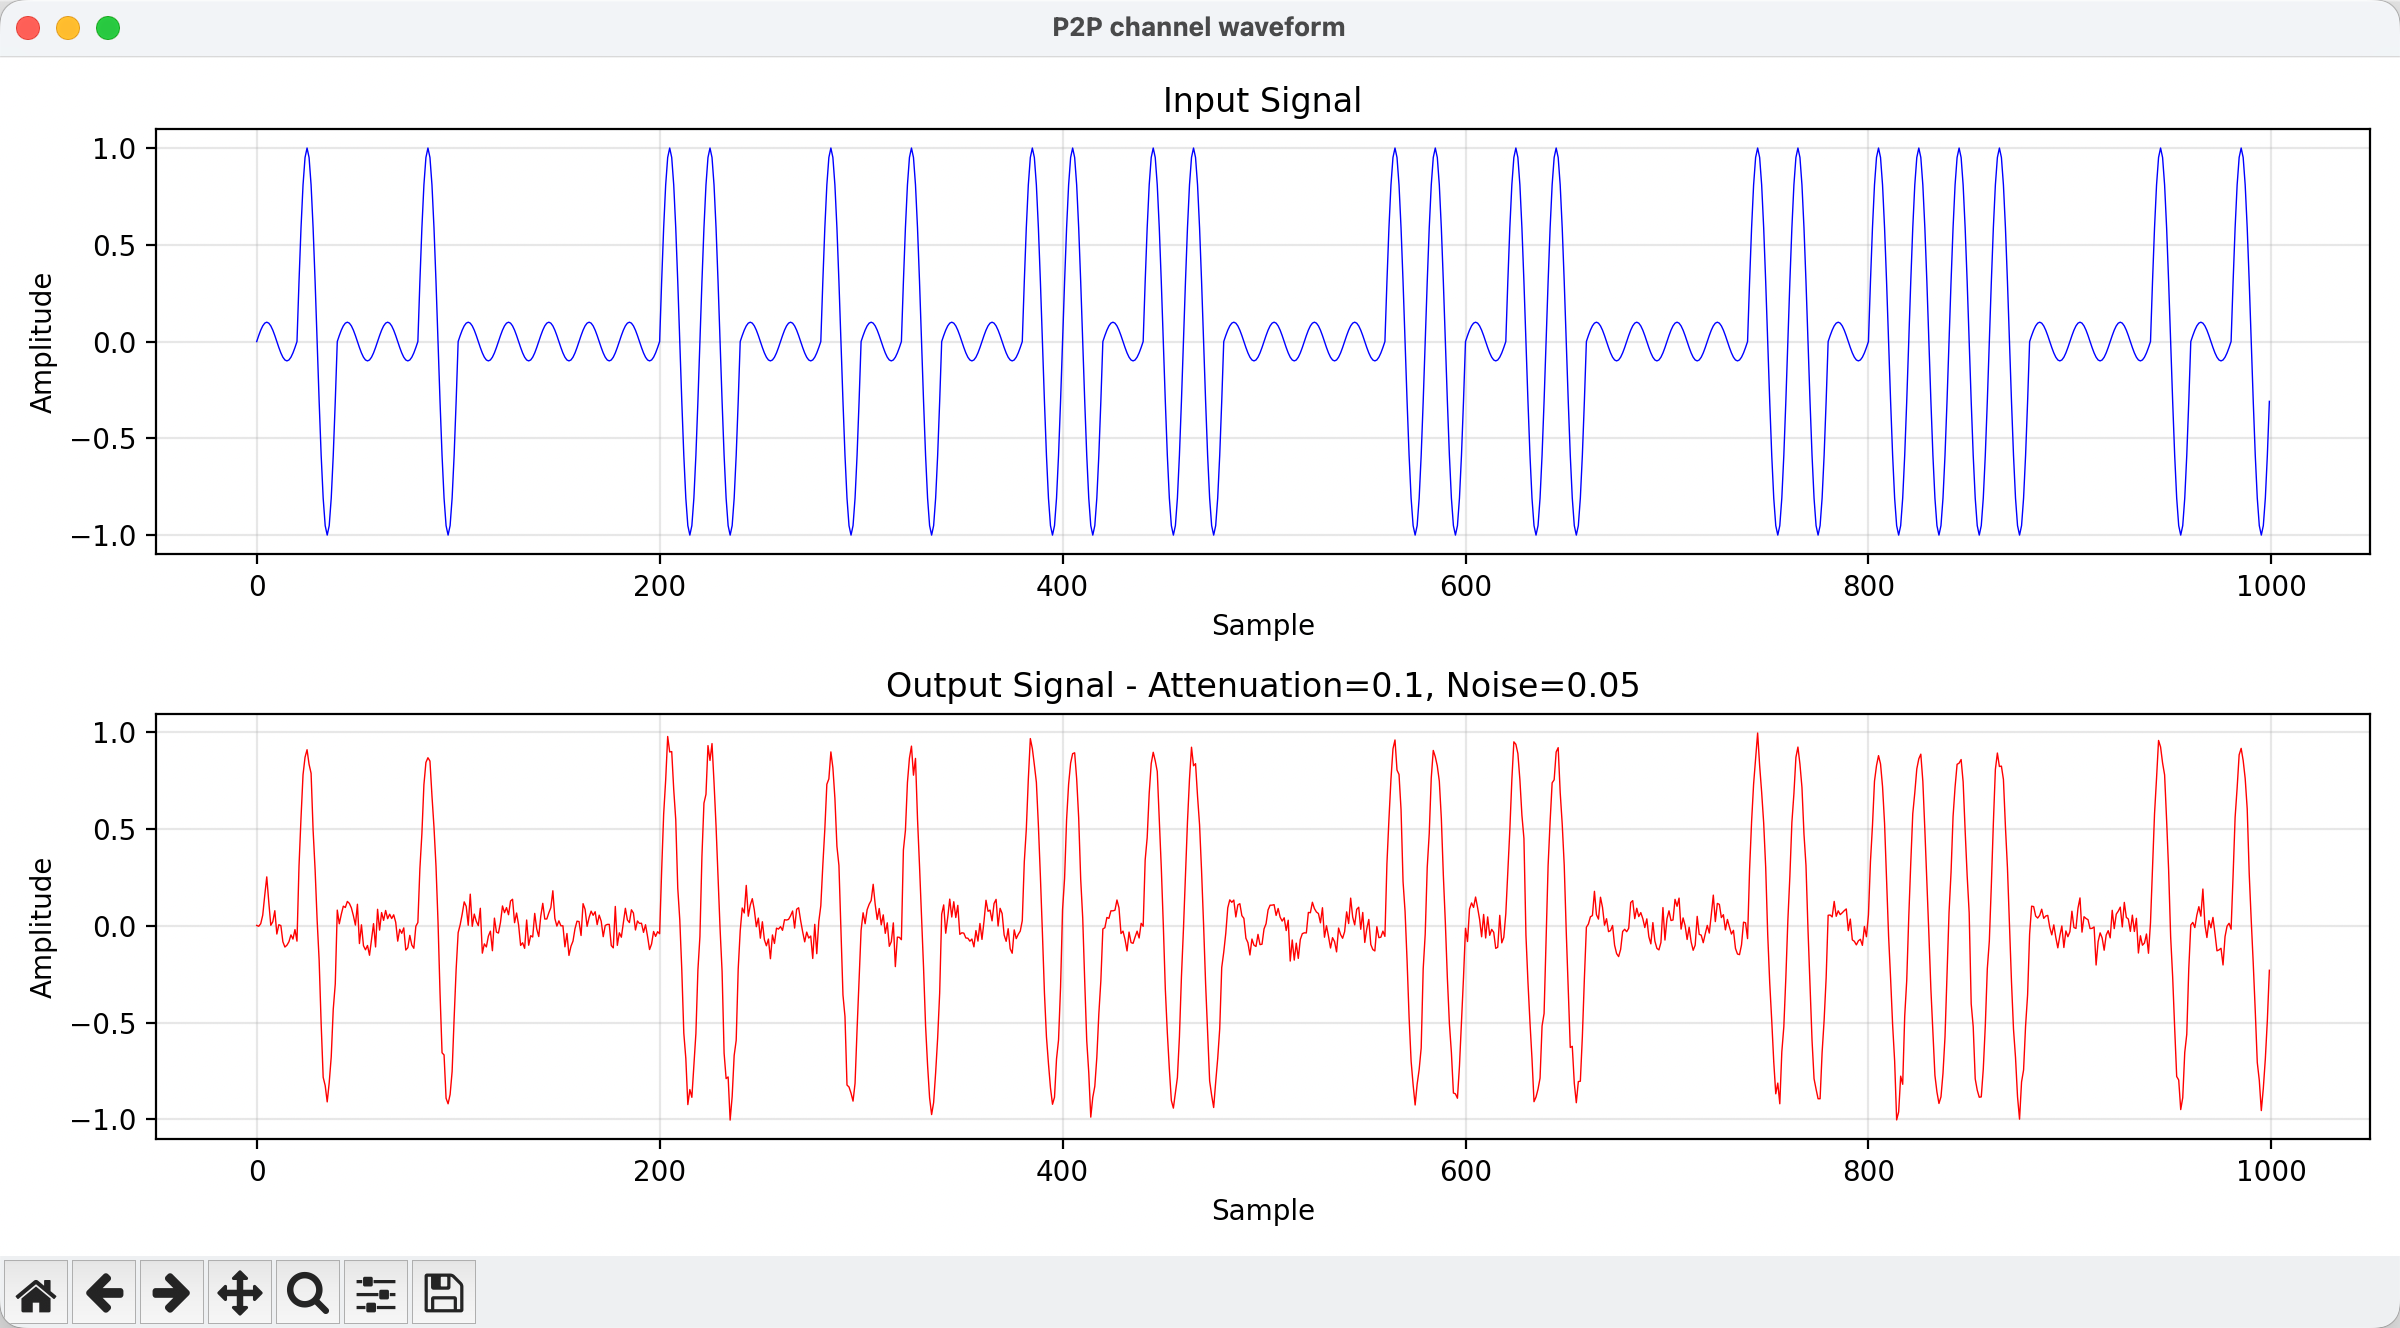 P2P channel waveform
Input Signal
1.0
0.5
0.0
−0.5
−1.0
Amplitude
0 200 400 600 800 1000
Sample
Output Signal - Attenuation=0.1, Noise=0.05
1.0
0.5
0.0
−0.5
−1.0
Amplitude
0 200 400 600 800 1000
Sample